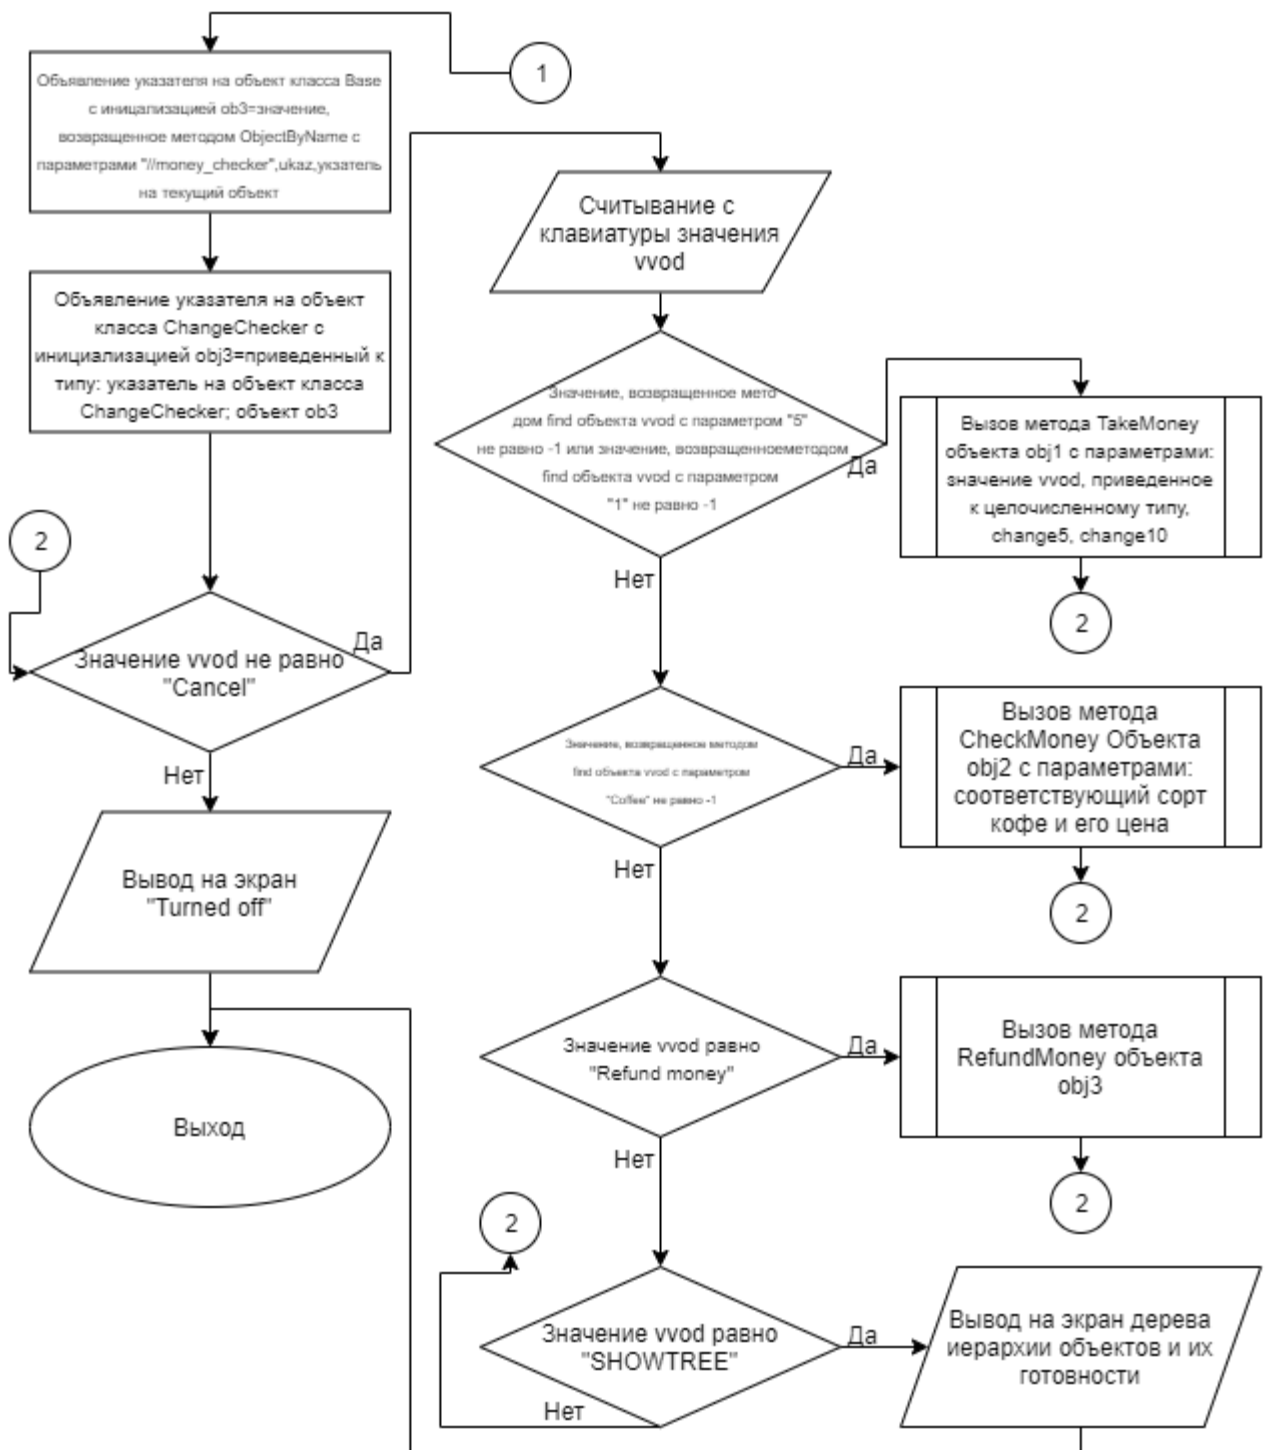 1
Объявление указателя на объект класса Base
с иницализацией ob3=значение,
возвращенное методом ObjectByName с
параметрами "//money_checker",ukaz,укзатель
на текущий объект
Объявление указателя на объект
класса ChangeChecker с
инициализацией obj3=приведенный к
типу: указатель на объект класса
ChangeChecker; объект ob3
2
Значение vvod не равно
"Cancel"
Да
Нет
Вывод на экран
"Turned off"
Выход
Считывание с
клавиатуры значения
vvod
Значение, возвращенное мето
дом find объекта vvod с параметром "5"
не равно -1 или значение, возвращенноеметодом
find объекта vvod с параметром
"1" не равно -1
Да
Нет
Вызов метода TakeMoney
объекта obj1 с параметрами:
значение vvod, приведенное
к целочисленному типу,
change5, change10
2
Значение, возвращенное методом
find объекта vvod с параметром
"Coffee" не равно -1
Да
Нет
Вызов метода
CheckMoney Объекта
obj2 с параметрами:
соответствующий сорт
кофе и его цена
2
Значение vvod равно
"Refund money"
Да
Нет
Вызов метода
RefundMoney объекта
obj3
2
2
Значение vvod равно
"SHOWTREE"
Да
Нет
Вывод на экран дерева
иерархии объектов и их
готовности